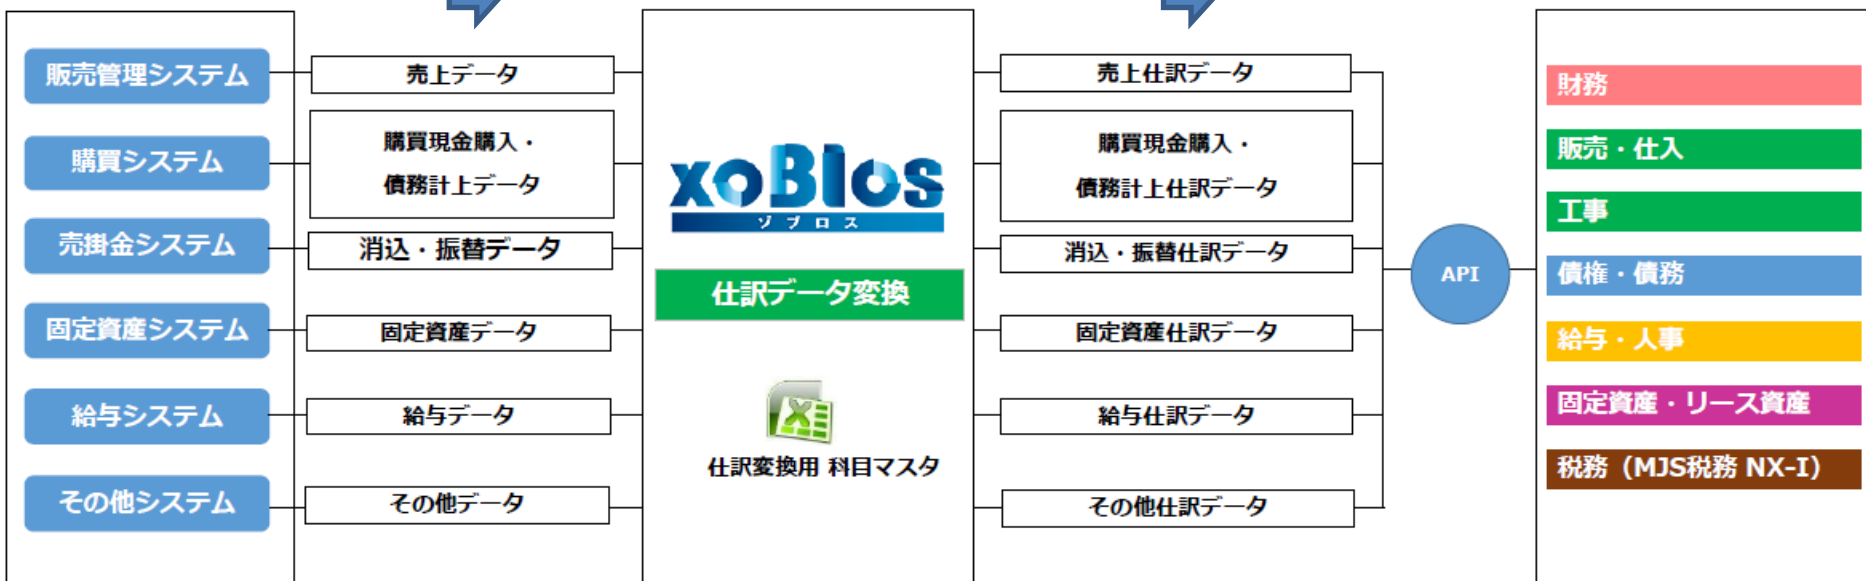 販売管理システム
購買システム
売掛金システム
固定資産システム
給与システム
その他システム
売上データ
購買現金購入・
債務計上データ
消込・振替データ
固定資産データ
給与データ
その他データ
xoBlos
ゾブロス
仕訳データ変換
仕訳変換用 科目マスタ
売上仕訳データ
購買現金購入・
債務計上仕訳データ
消込・振替仕訳データ
固定資産仕訳データ
給与仕訳データ
その他仕訳データ
API
財務
販売・仕入
工事
債権・債務
給与・人事
固定資産・リース資産
税務（MJS税務 NX-I）